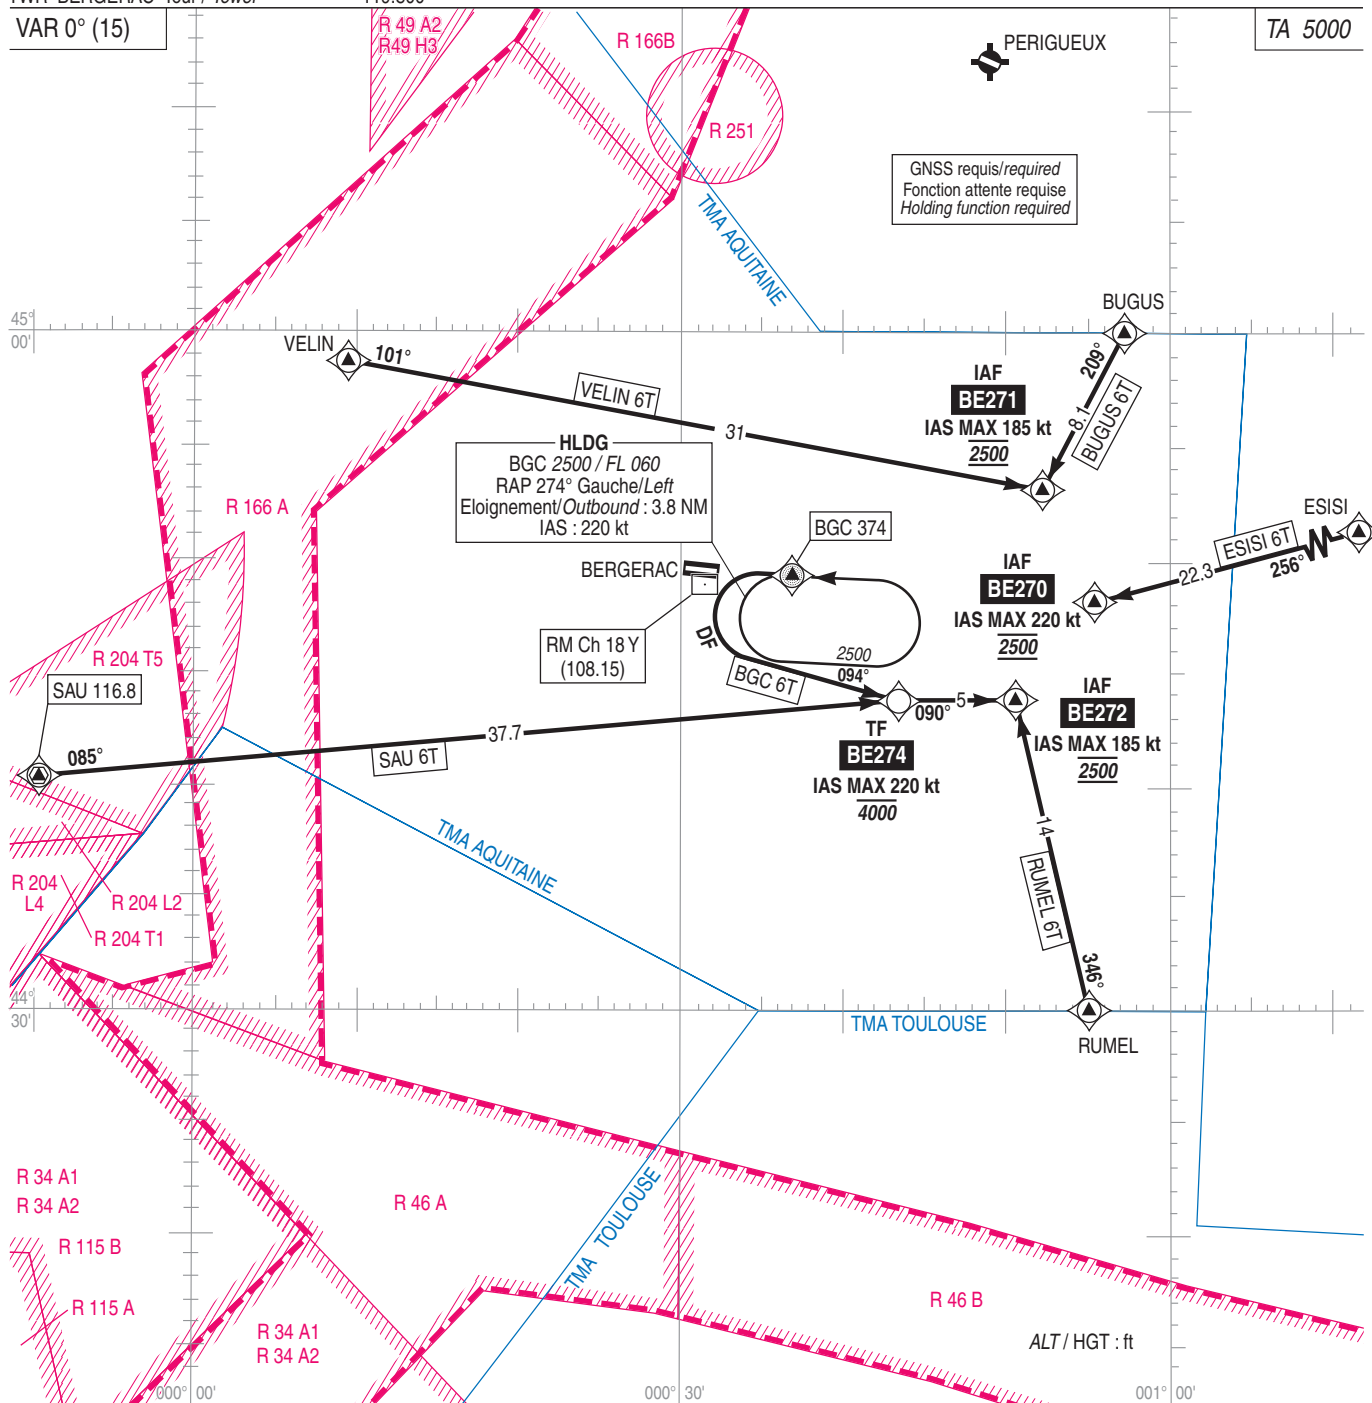 VAR 0° (15)
TA 5000
R 49 A2
R49 H3
R 166B
PERIGUEUX
R 251
GNSS requis/required
Fonction attente requise
Holding function required
TMA AQUITAINE
45°
00'
BUGUS
VELIN
101°
209°
VELIN 6T
31
8.1
BUGUS 6T
IAF
BE271
IAS MAX 185 kt
2500
HLDG
BGC 2500 / FL 060
RAP 274° Gauche/Left
Eloignement/Outbound : 3.8 NM
IAS : 220 kt
R 166 A
BGC 374
ESISI
ESISI 6T
256°
22.3
BERGERAC
IAF
BE270
IAS MAX 220 kt
2500
RM Ch 18 Y
(108.15)
DF
2500
094°
BGC 6T
R 204 T5
SAU 116.8
085°
37.7
SAU 6T
090°
5
TF
BE274
IAS MAX 220 kt
4000
IAF
BE272
IAS MAX 185 kt
2500
14
RUMEL 6T
346°
TMA AQUITAINE
R 204
L4
R 204 L2
R 204 T1
44°
30'
TMA TOULOUSE
RUMEL
R 34 A1
R 34 A2
R 46 A
TMA TOULOUSE
R 115 B
R 115 A
R 34 A1
R 34 A2
R 46 B
ALT / HGT : ft
000° 00'
000° 30'
001° 00'